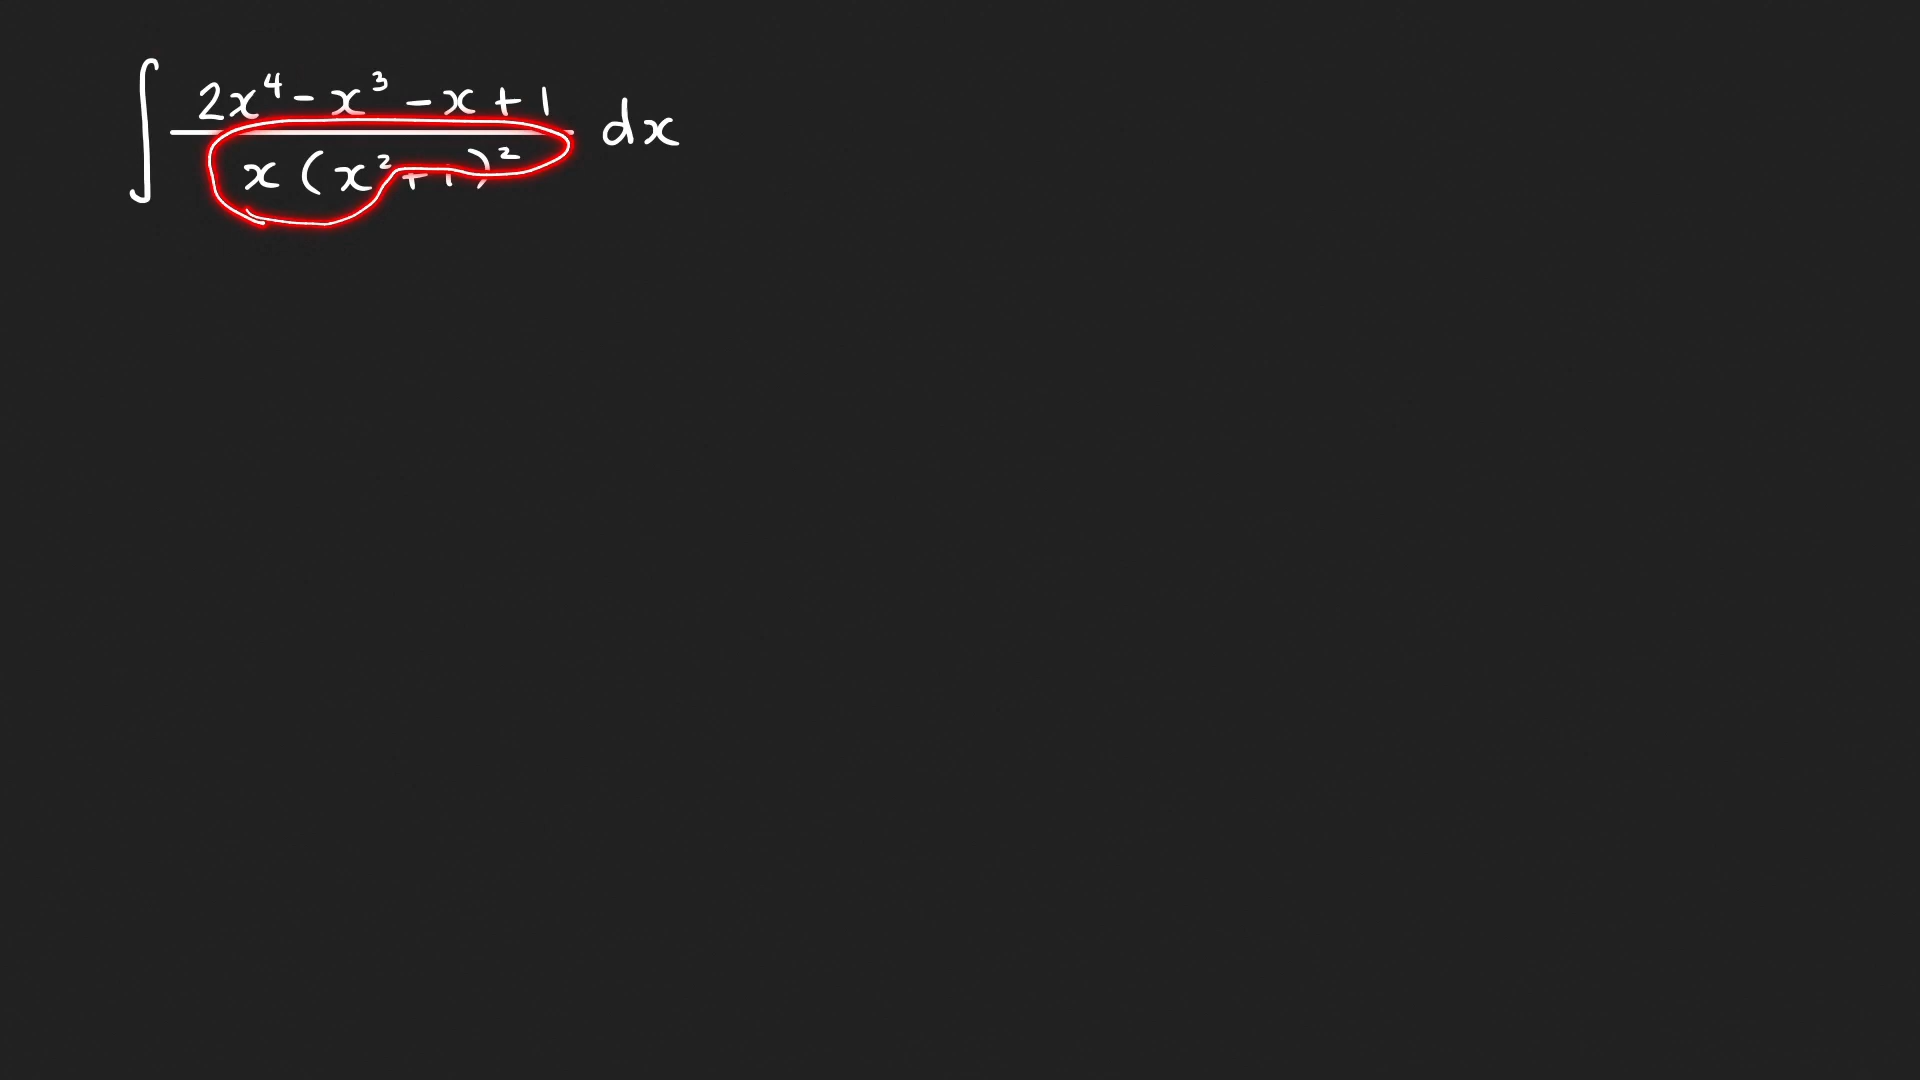 ∫ (2x⁴ - x³ - x + 1) / (x(x² + 1)²) dx